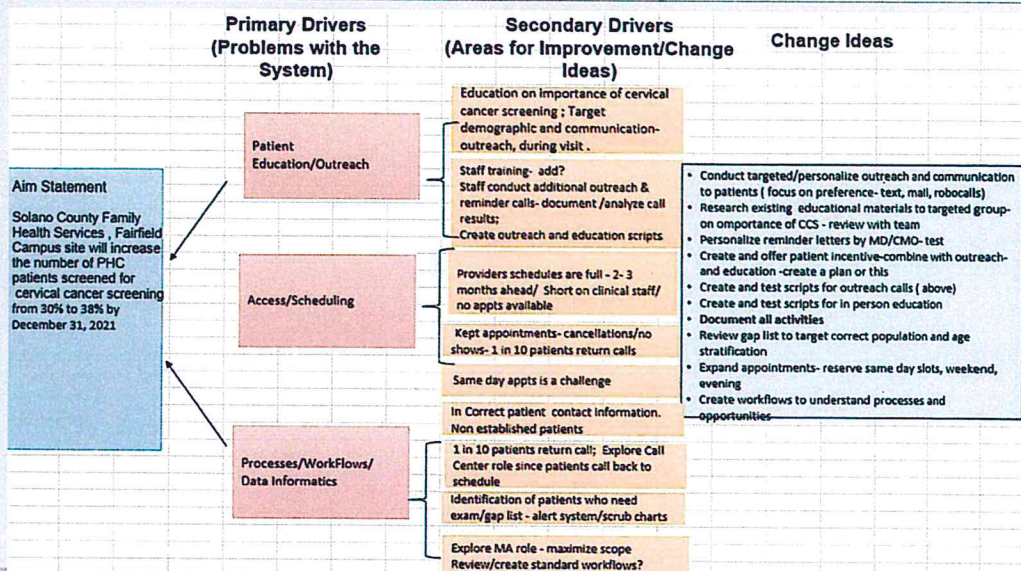 Primary Drivers
(Problems with the
System)
Secondary Drivers
(Areas for Improvement/Change
Ideas)
Change Ideas
Aim Statement
Solano County Family
Health Services , Fairfield
Campus site will increase
the number of PHC
patients screened for
cervical cancer screening
from 30% to 38% by
December 31, 2021
Patient
Education/Outreach
Access/Scheduling
Processes/WorkFlows/
Data Informatics
Education on importance of cervical
cancer screening ; Target
demographic and communication-
outreach, during visit .
Staff training- add?
Staff conduct additional outreach &
reminder calls- document /analyze call
results;
Create outreach and education scripts
Providers schedules are full - 2- 3
months ahead/ Short on clinical staff/
no appts available
Kept appointments- cancellations/no
shows- 1 in 10 patients return calls
Same day appts is a challenge
In Correct patient contact information.
Non established patients
1 in 10 patients return call; Explore Call
Center role since patients call back to
schedule
Identification of patients who need
exam/gap list - alert system/scrub charts
Explore MA role - maximize scope
Review/create standard workflows?
• Conduct targeted/personalize outreach and communication
to patients ( focus on preference- text, mail, robocalls)
• Research existing educational materials to targeted group-
on omportance of CCS - review with team
• Personalize reminder letters by MD/CMO- test
• Create and offer patient incentive-combine with outreach-
and education -create a plan or this
• Create and test scripts for outreach calls ( above)
• Create and test scripts for in person education
• Document all activities
• Review gap list to target correct population and age
stratification
• Expand appointments- reserve same day slots, weekend,
evening
• Create workflows to understand processes and
opportunities